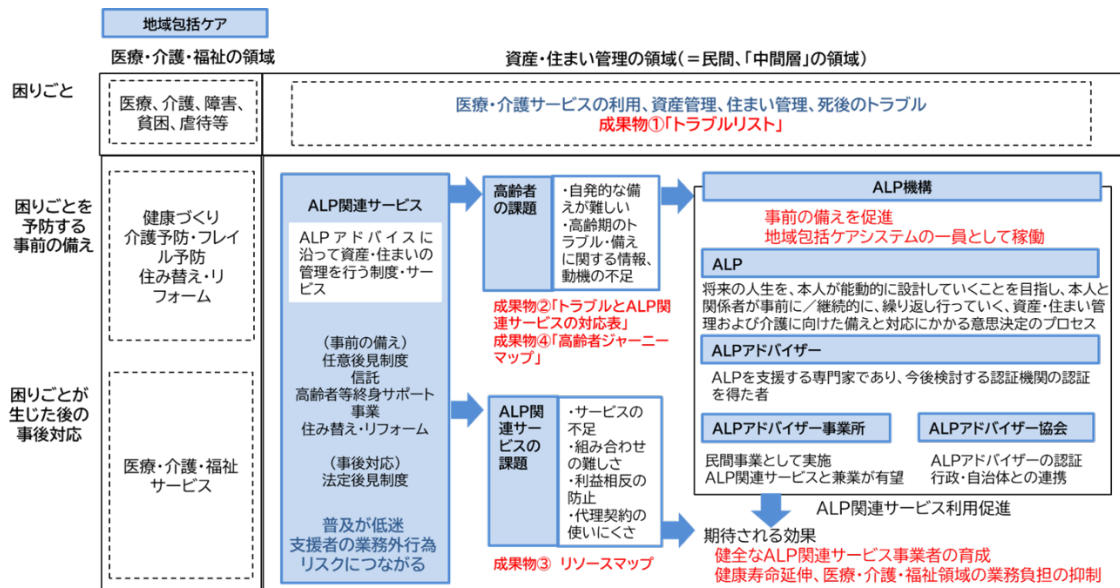 地域包括ケア
医療・介護・福祉の領域
資産・住まい管理の領域(＝民間、「中間層」の領域)
困りごと
医療、介護、障害、
貧困、虐待等
医療・介護サービスの利用、資産管理、住まい管理、死後のトラブル
成果物①「トラブルリスト」
困りごとを
予防する
事前の備え
健康づくり
介護予防・フレイ
ル予防
住み替え・リ
フォーム
ALP関連サービス
ALPアドバイスに
沿って資産・住まいの
管理を行う制度・サー
ビス
(事前の備え)
任意後見制度
信託
高齢者等終身サポート
事業
住み替え・リフォーム
(事後対応)
法定後見制度
普及が低迷
支援者の業務外行為
リスクにつながる
高齢者
の課題
・自発的な備
えが難しい
・高齢期のト
ラブル・備え
に関する情報、
動機の不足
成果物②「トラブルとALP関
連サービスの対応表」
成果物④「高齢者ジャーニー
マップ」
ALP機構
事前の備えを促進
地域包括ケアシステムの一員として稼働
ALP
将来の人生を、本人が能動的に設計していくことを目指し、本人と
関係者が事前に／継続的に、繰り返し行っていく、資産・住まい管
理および介護に向けた備えと対応にかかる意思決定のプロセス
ALPアドバイザー
ALPを支援する専門家であり、今後検討する認証機関の認証
を得た者
ALPアドバイザー事業所
民間事業として実施
ALP関連サービスと兼業が有望
ALPアドバイザー協会
ALPアドバイザーの認証
行政・自治体との連携
困りごとが
生じた後の
事後対応
医療・介護・福祉
サービス
ALP関
連サー
ビスの
課題
・サービスの
不足
・組み合わせ
の難しさ
・利益相反の
防止
・代理契約の
使いにくさ
成果物③ リソースマップ
ALP関連サービス利用促進
期待される効果
健全なALP関連サービス事業者の育成
健康寿命延伸、医療・介護・福祉領域の業務負担の抑制